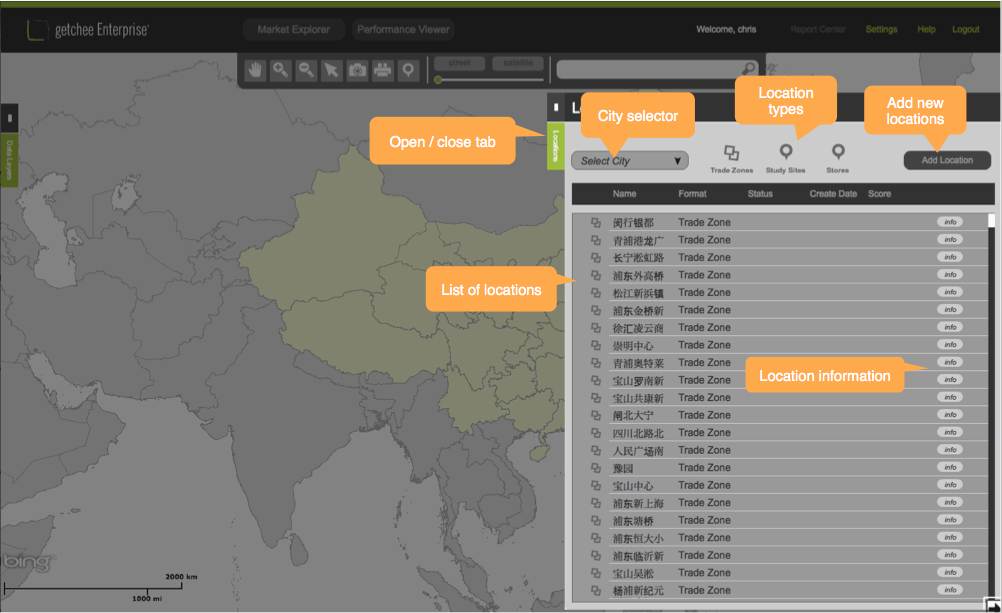 getchee Enterprise
Market Explorer
Performance Viewer
Welcome, chris
Report Center
Settings
Help
Logout
street
satellite
Data Layers
Locations
Open / close tab
City selector
Location
types
Add new
locations
Select City
Trade Zones
Study Sites
Stores
Add Location
Name Format Status Create Date Score
闵行银都 Trade Zone info
青浦港龙广 Trade Zone info
长宁淞虹路 Trade Zone info
浦东外高桥 Trade Zone info
List of locations
松江新浜镇 Trade Zone info
浦东金桥新 Trade Zone info
徐汇凌云商 Trade Zone info
崇明中心 Trade Zone info
青浦奥特莱 Trade Zone info
Location information
宝山罗南新 Trade Zone info
宝山共康新 Trade Zone info
闸北大宁 Trade Zone info
四川北路北 Trade Zone info
人民广场南 Trade Zone info
豫园 Trade Zone info
宝山中心 Trade Zone info
浦东新上海 Trade Zone info
浦东塘桥 Trade Zone info
浦东恒大小 Trade Zone info
浦东临沂新 Trade Zone info
宝山吴淞 Trade Zone info
杨浦新纪元 Trade Zone info
bing
2000 km
1000 mi